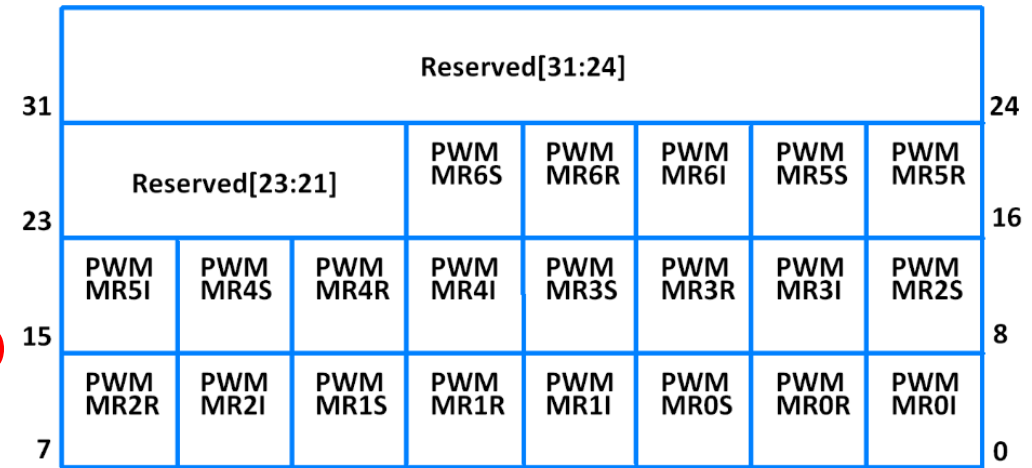 Reserved[31:24]
31 24
Reserved[23:21] PWM MR6S PWM MR6R PWM MR6I PWM MR5S PWM MR5R
23 16
PWM MR5I PWM MR4S PWM MR4R PWM MR4I PWM MR3S PWM MR3R PWM MR3I PWM MR2S
15 8
PWM MR2R PWM MR2I PWM MR1S PWM MR1R PWM MR1I PWM MR0S PWM MR0R PWM MR0I
7 0